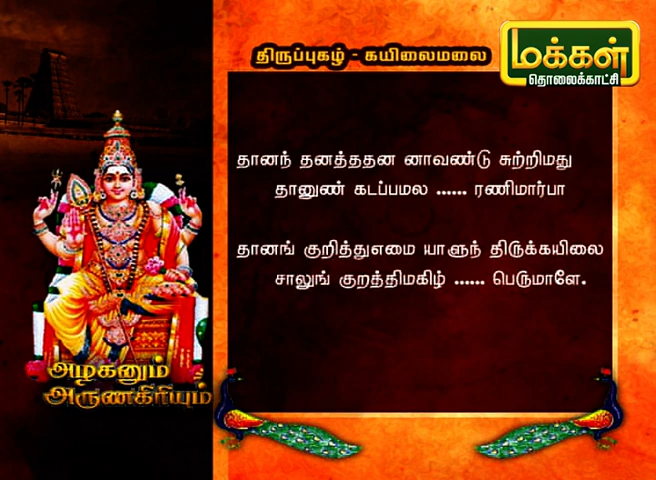 திருப்புகழ் - கயிலைமலை
மக்கள்
தொலைக்காட்சி
தானந் தனத்ததன னாவண்டு சுற்றிமது
தானுண் கடப்பமல ...... ரணிமார்பா
தானங் குறித்துஎமை யாளுந் திருக்கயிலை
சாலுங் குறத்திமகிழ் ...... பெருமாளே.
அழகனும்
அருணகிரியும்